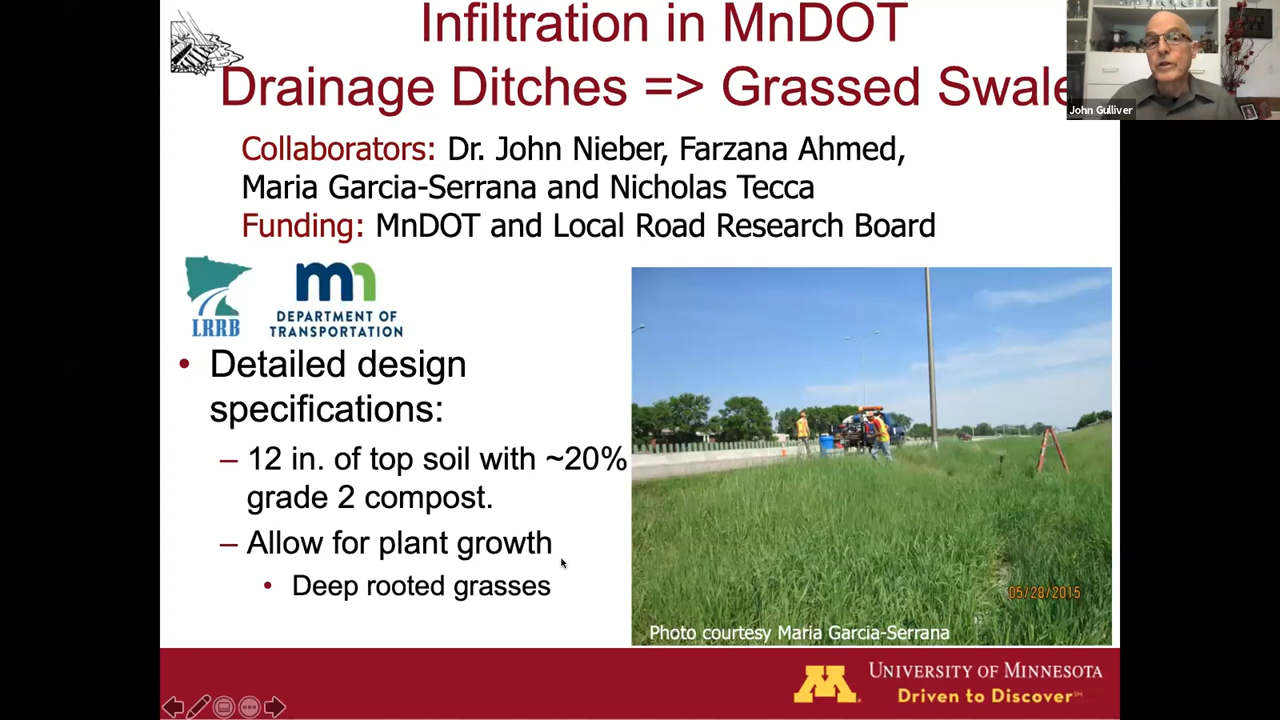 Infiltration in MnDOT
Drainage Ditches => Grassed Swale
John Gulliver
Collaborators: Dr. John Nieber, Farzana Ahmed,
Maria Garcia-Serrana and Nicholas Tecca
Funding: MnDOT and Local Road Research Board
LRRB
mn
DEPARTMENT OF
TRANSPORTATION
• Detailed design
specifications:
– 12 in. of top soil with ~20%
grade 2 compost.
– Allow for plant growth
• Deep rooted grasses
05/28/2015
Photo courtesy Maria Garcia-Serrana
M
UNIVERSITY OF MINNESOTA
Driven to Discover℠